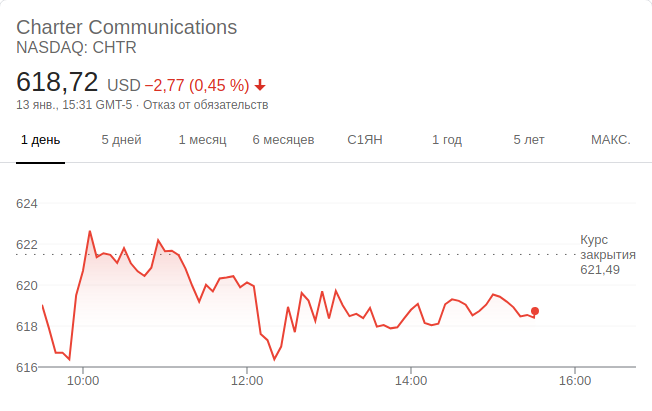 Charter Communications
NASDAQ: CHTR
618,72 USD −2,77 (0,45 %)
13 янв., 15:31 GMT-5 · Отказ от обязательств
1 день 5 дней 1 месяц 6 месяцев С1ЯН 1 год 5 лет МАКС.
624
622
620
618
616
Курс
закрытия
621,49
10:00 12:00 14:00 16:00